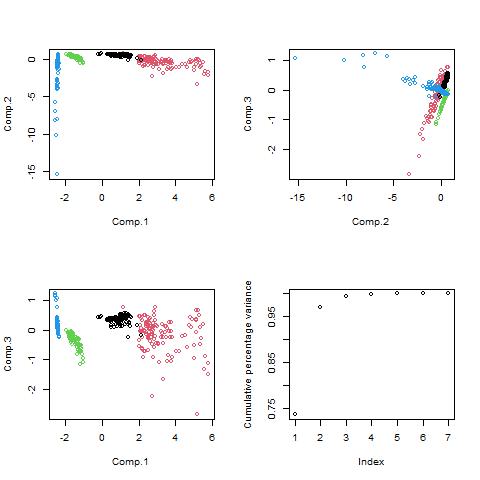 0
-5
-10
-15
Comp.2
-2 0 2 4 6
Comp.1
1
0
-1
-2
Comp.3
-15 -10 -5 0
Comp.2
1
0
-1
-2
Comp.3
-2 0 2 4 6
Comp.1
0.95
0.85
0.75
Cumulative percentage variance
1 2 3 4 5 6 7
Index